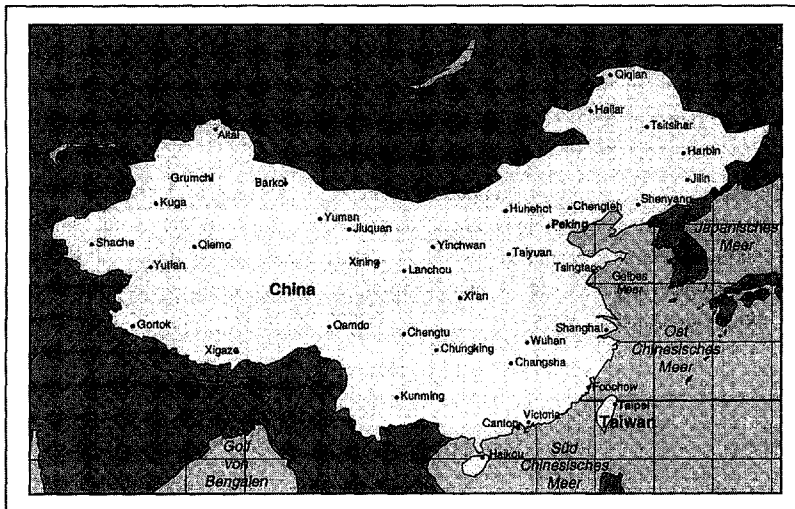 Qiqian
Hailar
Tsitsihar
Altai
Harbin
Grumchi
Barkol
Jilin
Kuga
Yuman
Huhehot
Chengteh
Shenyang
Jiuquan
Peking
Japanisches
Meer
Shache
Qiemo
Yinchwan
Taiyuan
Yutian
Xining
Lanchou
Tsingtao
Gelbes
Meer
China
Xi'an
Gortok
Qamdo
Chengtu
Shanghai
Ost
Chinesisches
Meer
Xigaze
Chungking
Wuhan
Changsha
Kunming
Foochow
Victoria
Taipei
Canton
Taiwan
Golf
von
Bengalen
Haikou
Süd
Chinesisches
Meer